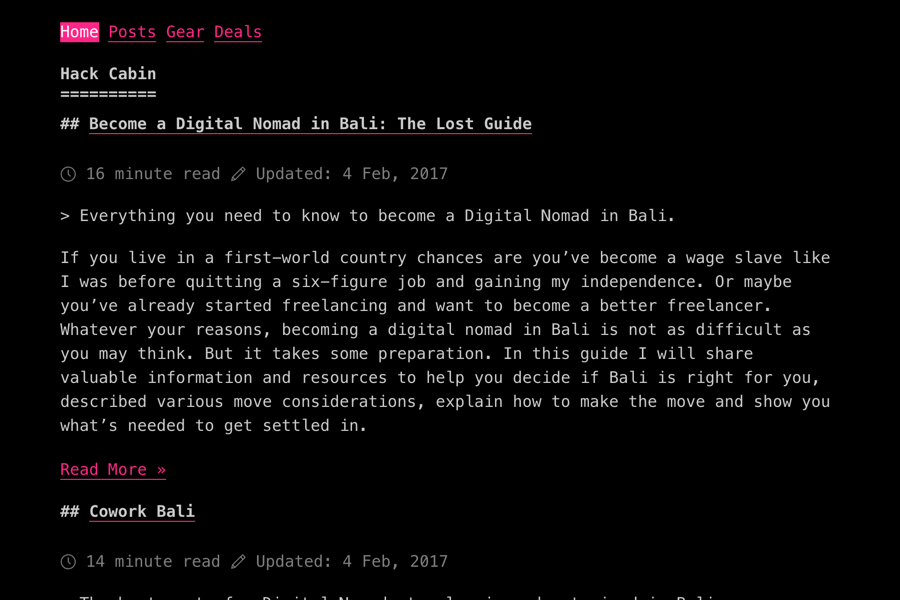 Home Posts Gear Deals
Hack Cabin
==========
## Become a Digital Nomad in Bali: The Lost Guide
16 minute read Updated: 4 Feb, 2017
> Everything you need to know to become a Digital Nomad in Bali.
If you live in a first-world country chances are you’ve become a wage slave like
I was before quitting a six-figure job and gaining my independence. Or maybe
you’ve already started freelancing and want to become a better freelancer.
Whatever your reasons, becoming a digital nomad in Bali is not as difficult as
you may think. But it takes some preparation. In this guide I will share
valuable information and resources to help you decide if Bali is right for you,
described various move considerations, explain how to make the move and show you
what’s needed to get settled in.
Read More »
## Cowork Bali
14 minute read Updated: 4 Feb, 2017